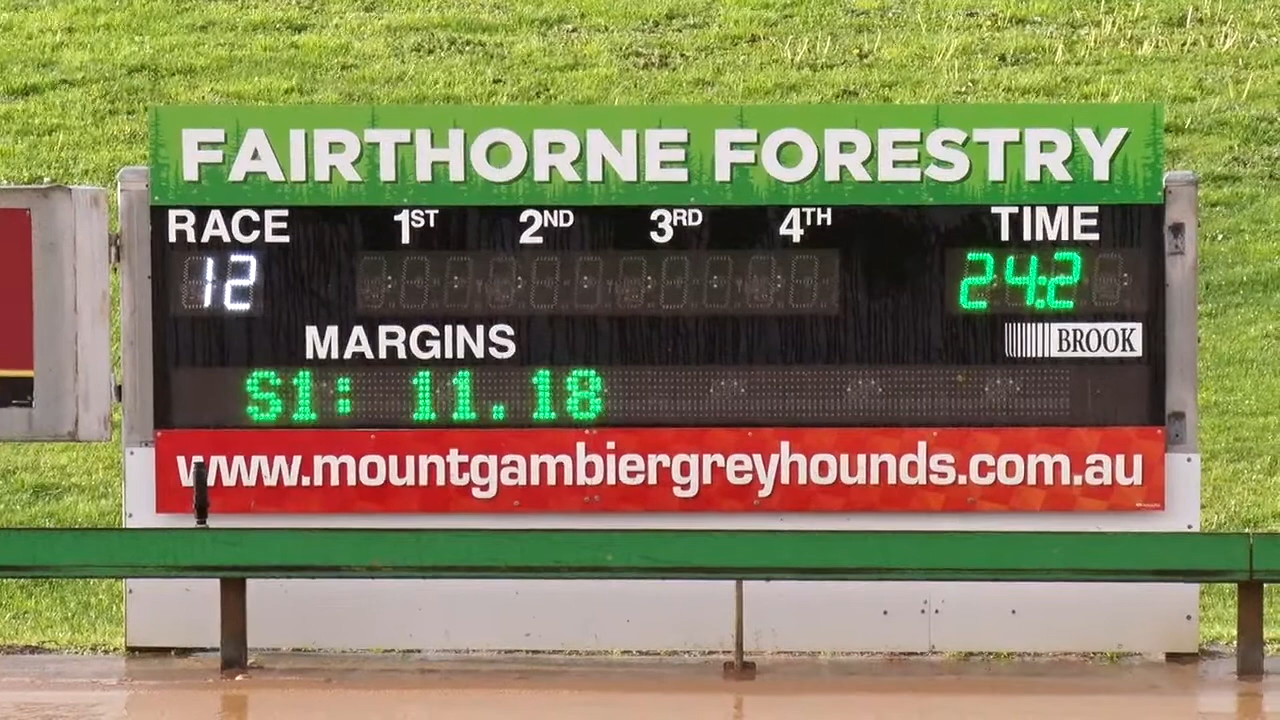 FAIRTHORNE FORESTRY
RACE 1ST 2ND 3RD 4TH TIME
12 24:2
MARGINS BROOK
S1: 11.18
www.mountgambiergreyhounds.com.au